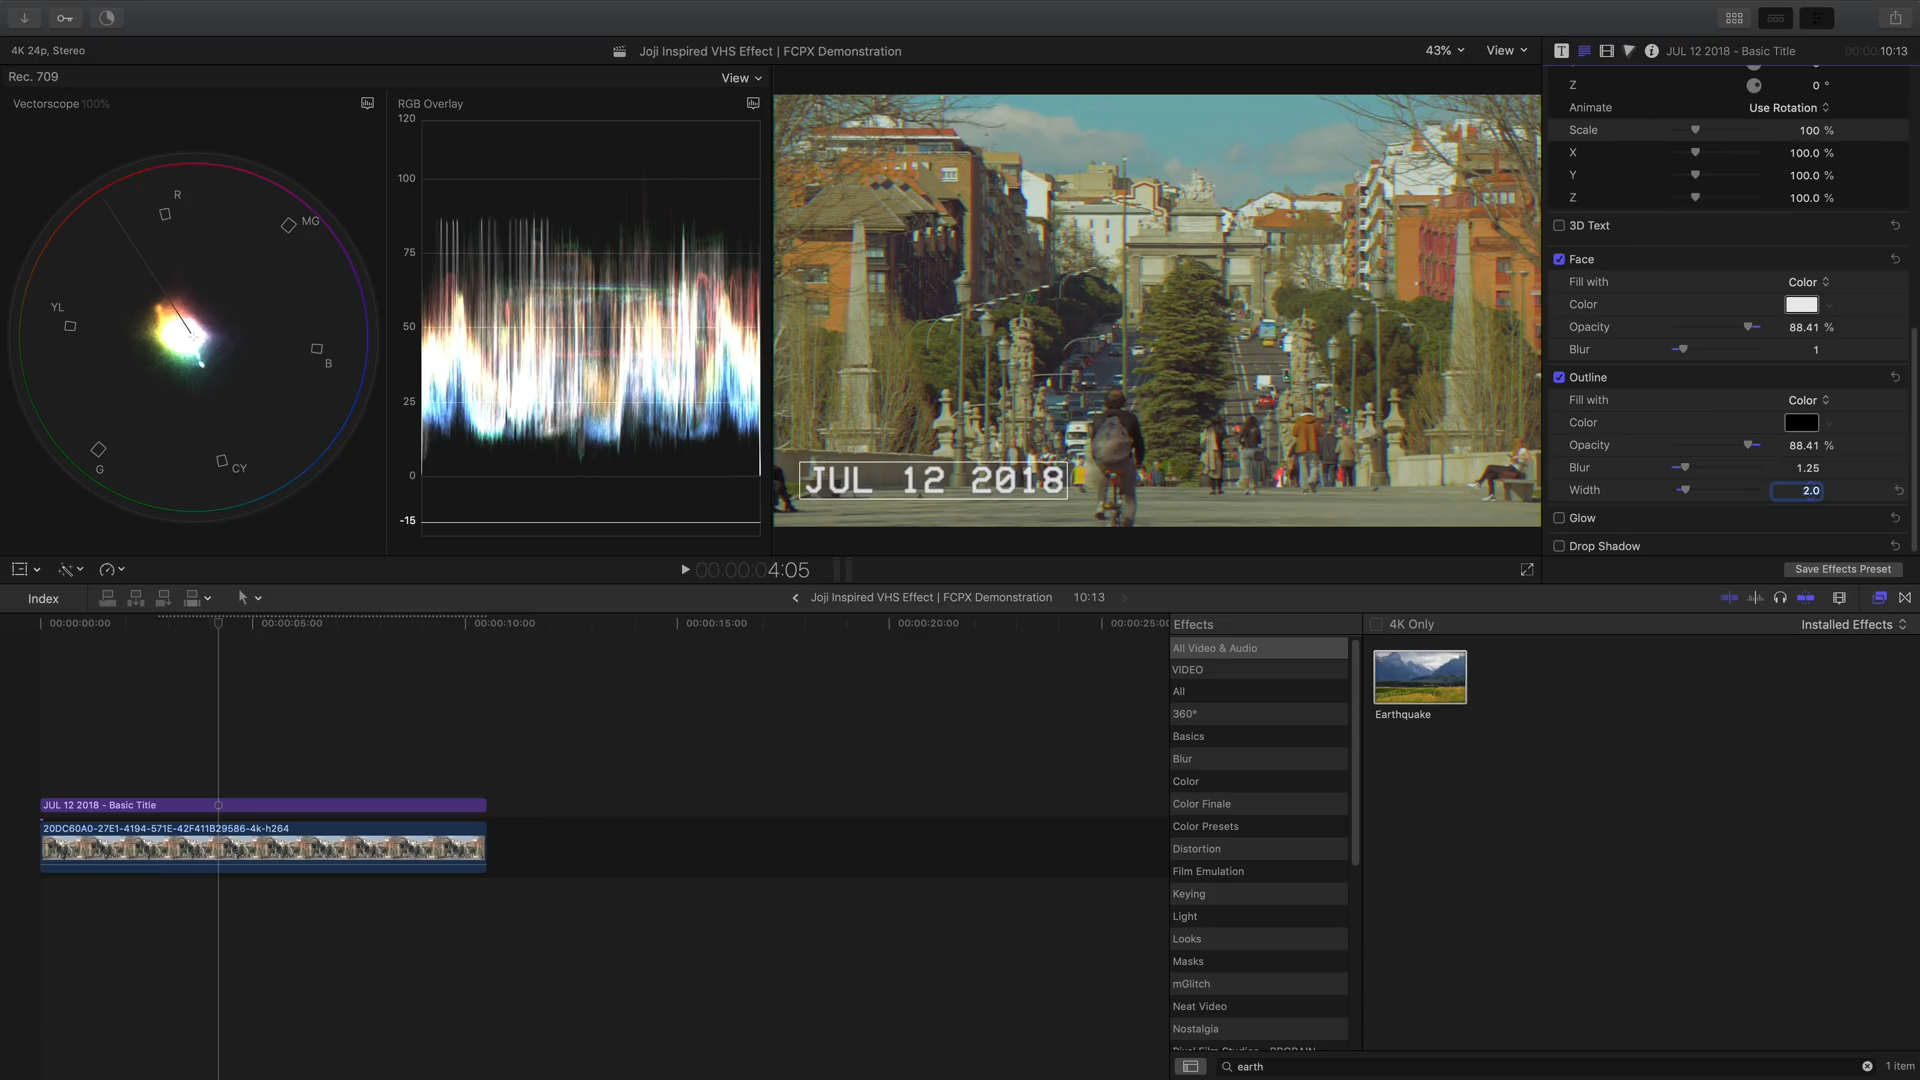 4K 24p, Stereo
Joji Inspired VHS Effect | FCPX Demonstration
43%
View
JUL 12 2018 - Basic Title
00:00:10:13
Rec. 709
View
Vectorscope 100%
RGB Overlay
R
MG
YL
B
G
CY
120
100
75
50
25
0
-15
JUL 12 2018
Z
0 °
Animate
Use Rotation
Scale
100 %
X
100.0 %
Y
100.0 %
Z
100.0 %
3D Text
Face
Fill with
Color
Color
Opacity
88.41 %
Blur
1
Outline
Fill with
Color
Color
Opacity
88.41 %
Blur
1.25
Width
2.0
Glow
Drop Shadow
Save Effects Preset
00:00:04:05
Index
Joji Inspired VHS Effect | FCPX Demonstration
10:13
00:00:00:00
00:00:05:00
00:00:10:00
00:00:15:00
00:00:20:00
00:00:25:00
JUL 12 2018 - Basic Title
20DC60A0-27E1-4194-571E-42F411B29586-4k-h264
Effects
4K Only
Installed Effects
All Video & Audio
VIDEO
All
360°
Basics
Blur
Color
Color Finale
Color Presets
Distortion
Film Emulation
Keying
Light
Looks
Masks
mGlitch
Neat Video
Nostalgia
Earthquake
earth
1 item